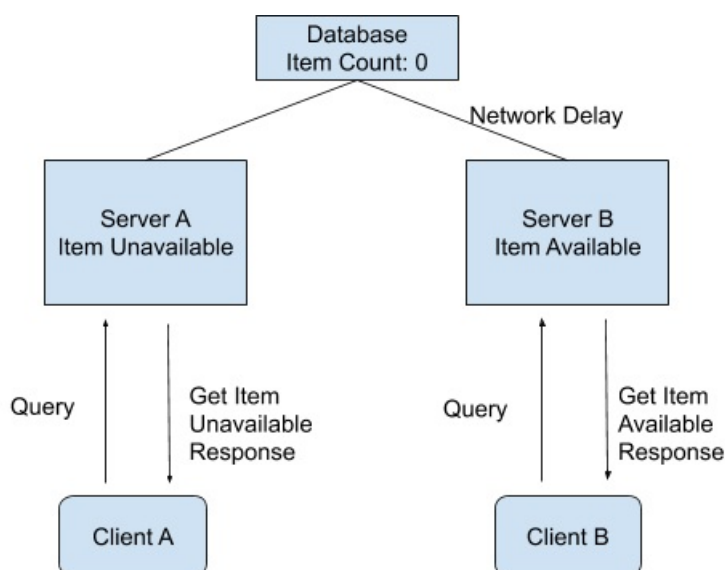 Database
Item Count: 0
Network Delay
Server A
Item Unavailable
Server B
Item Available
Query
Get Item
Unavailable
Response
Query
Get Item
Available
Response
Client A
Client B